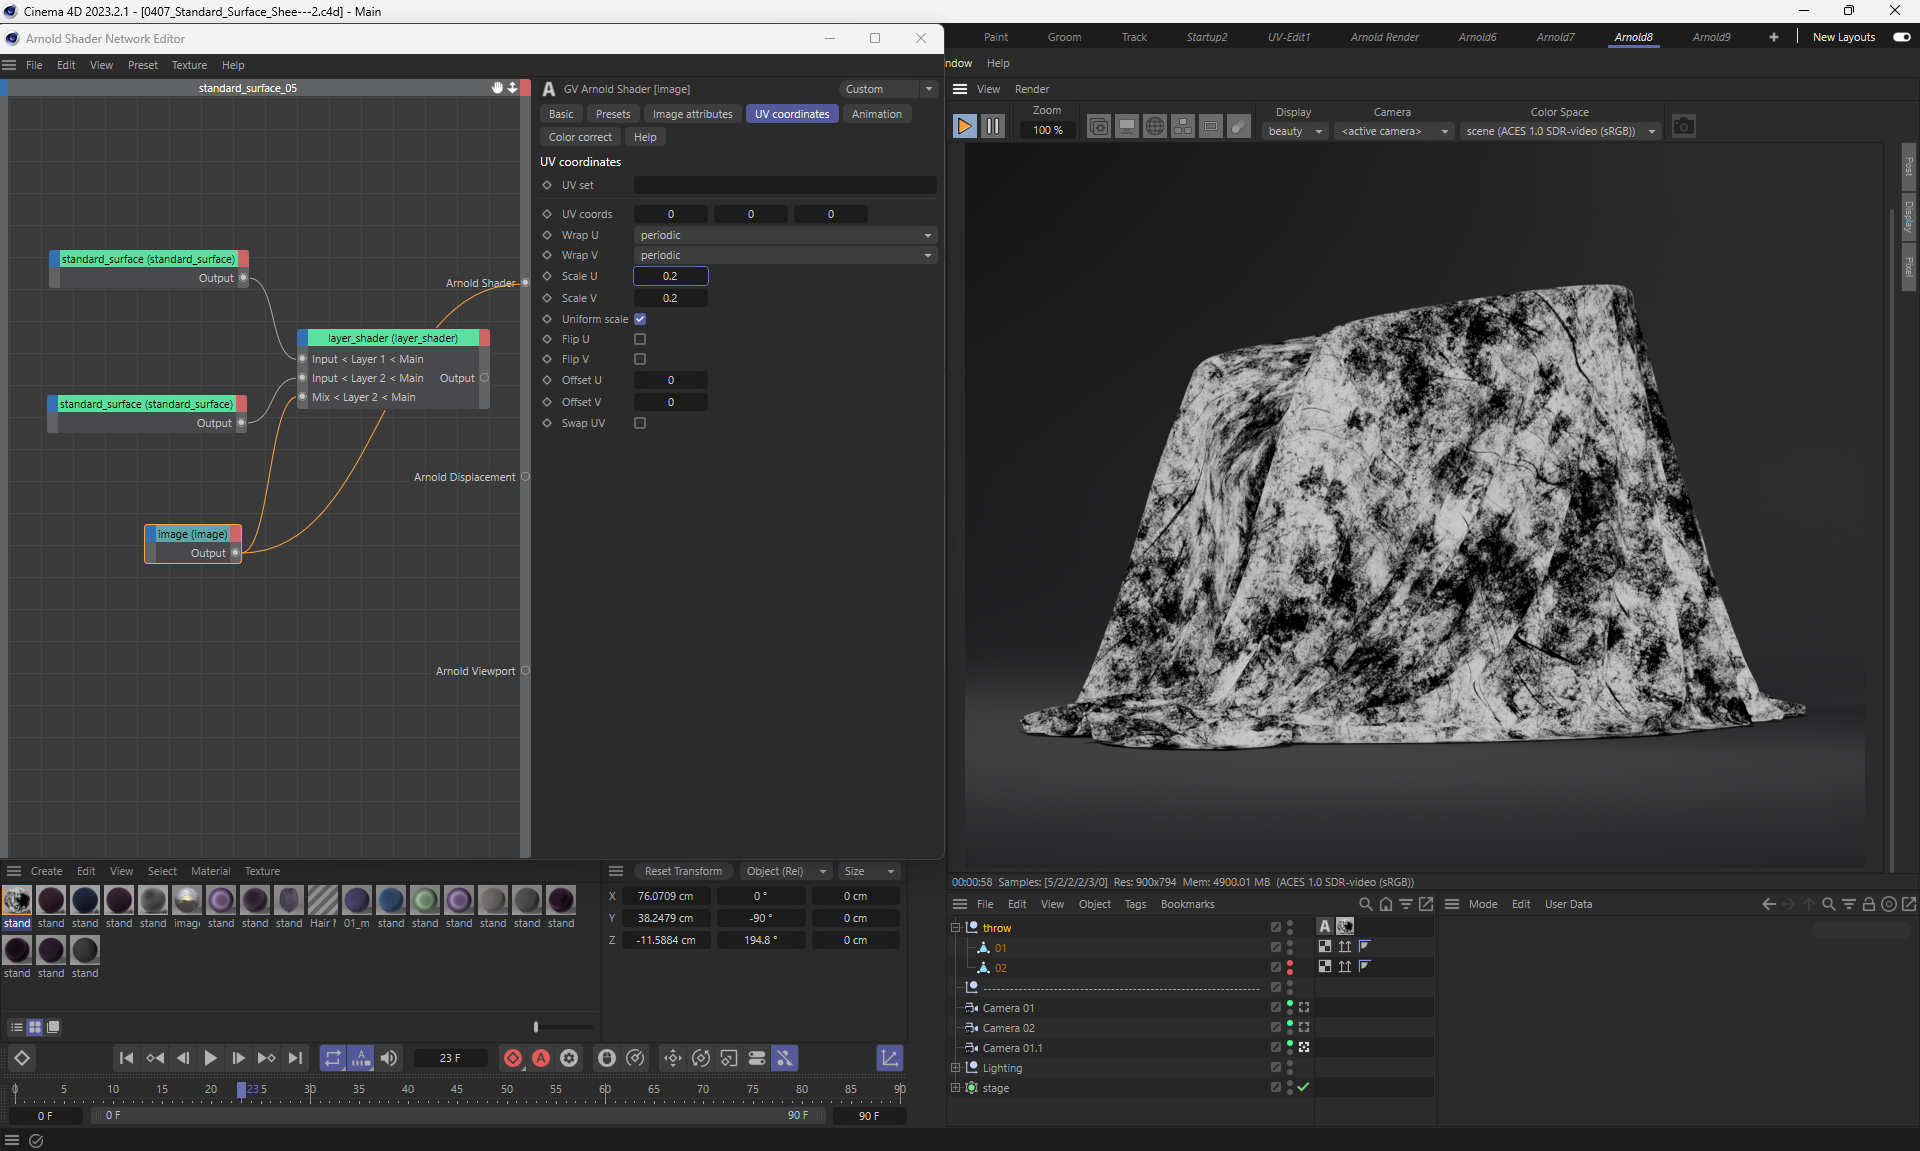 Cinema 4D 2023.2.1 - [0407_Standard_Surface_Shee---2.c4d] - Main
Arnold Shader Network Editor
Paint Groom Track Startup2 UV-Edit1 Arnold Render Arnold6 Arnold7 Arnold8 Arnold9 + New Layouts
File Edit View Preset Texture Help
ndow Help
standard_surface_05
GV Arnold Shader [image] Custom
View Render
Basic Presets Image attributes UV coordinates Animation
Color correct Help
Zoom Display Camera Color Space
100 % beauty <active camera> scene (ACES 1.0 SDR-video (sRGB))
UV coordinates
UV set
UV coords 0 0 0
Wrap U periodic
Wrap V periodic
Scale U 0.2
Scale V 0.2
Uniform scale
Flip U
Flip V
Offset U 0
Offset V 0
Swap UV
Post
Display
Pixel
standard_surface (standard_surface)
Output
Arnold Shader
layer_shader (layer_shader)
Input < Layer 1 < Main
Input < Layer 2 < Main Output
Mix < Layer 2 < Main
standard_surface (standard_surface)
Output
Arnold Displacement
image (image)
Output
Arnold Viewport
Create Edit View Select Material Texture
stand stand stand stand stand image stand stand stand Hair M 01_m stand stand stand stand stand stand
stand stand stand
Reset Transform Object (Rel) Size
X 76.0709 cm 0 ° 0 cm
Y 38.2479 cm -90 ° 0 cm
Z -11.5884 cm 194.8 ° 0 cm
00:00:58 Samples: [5/2/2/2/3/0] Res: 900x794 Mem: 4900.01 MB (ACES 1.0 SDR-video (sRGB))
File Edit View Object Tags Bookmarks
Mode Edit User Data
throw
01
02
Camera 01
Camera 02
Camera 01.1
Lighting
stage
23 F
0 5 10 15 20 23.5 30 35 40 45 50 55 60 65 70 75 80 85 90
0 F 0 F 90 F 90 F